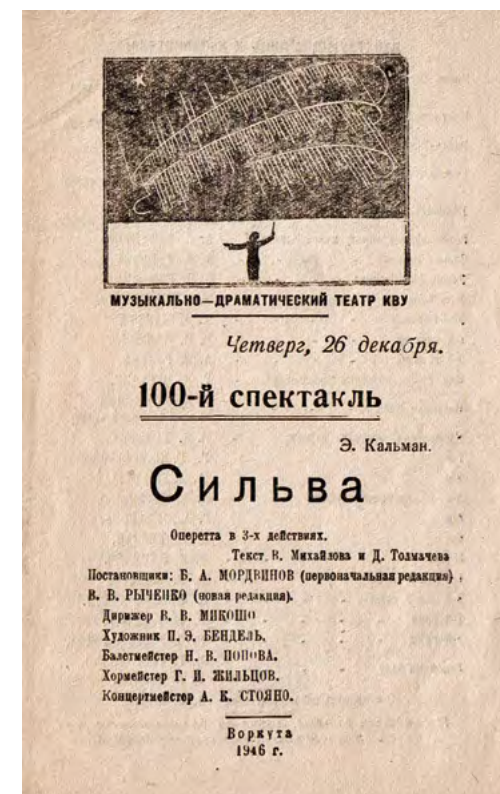 МУЗЫКАЛЬНО—ДРАМАТИЧЕСКИЙ ТЕАТР КВУ
Четверг, 26 декабря.
100-й спектакль
Э. Кальман.
Сильва
Оперетта в 3-х действиях.
Текст В. Михайлова и Д. Толмачева
Постановщики: Б. А. МОРДВИНОВ (первоначальная редакция)
В. В. РЫЧЕНКО (новая редакция).
Дирижер В. В. МИКОШО
Художник П. Э. БЕНДЕЛЬ.
Балетмейстер Н. В. ПОПОВА.
Хормейстер Г. И. ЖИЛЬЦОВ.
Концертмейстер А. К. СТОЯНО.
Воркута
1946 г.